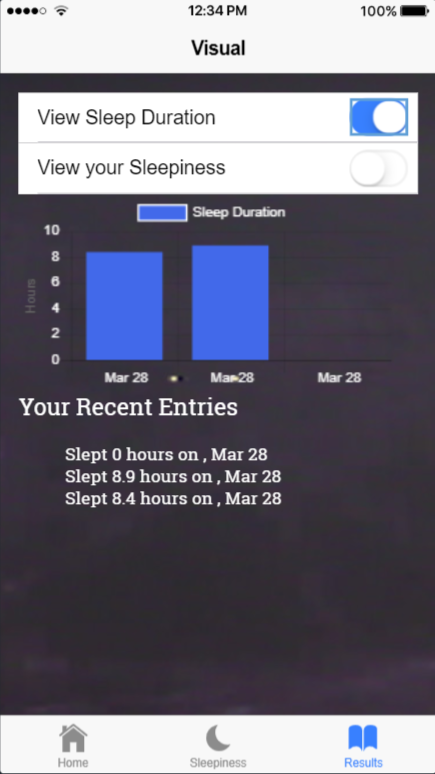 12:34 PM 100%
Visual
View Sleep Duration
View your Sleepiness
Sleep Duration
10
8
6
4
2
0
Hours
Mar 28 Mar 28 Mar 28
Your Recent Entries
Slept 0 hours on , Mar 28
Slept 8.9 hours on , Mar 28
Slept 8.4 hours on , Mar 28
Home Sleepiness Results